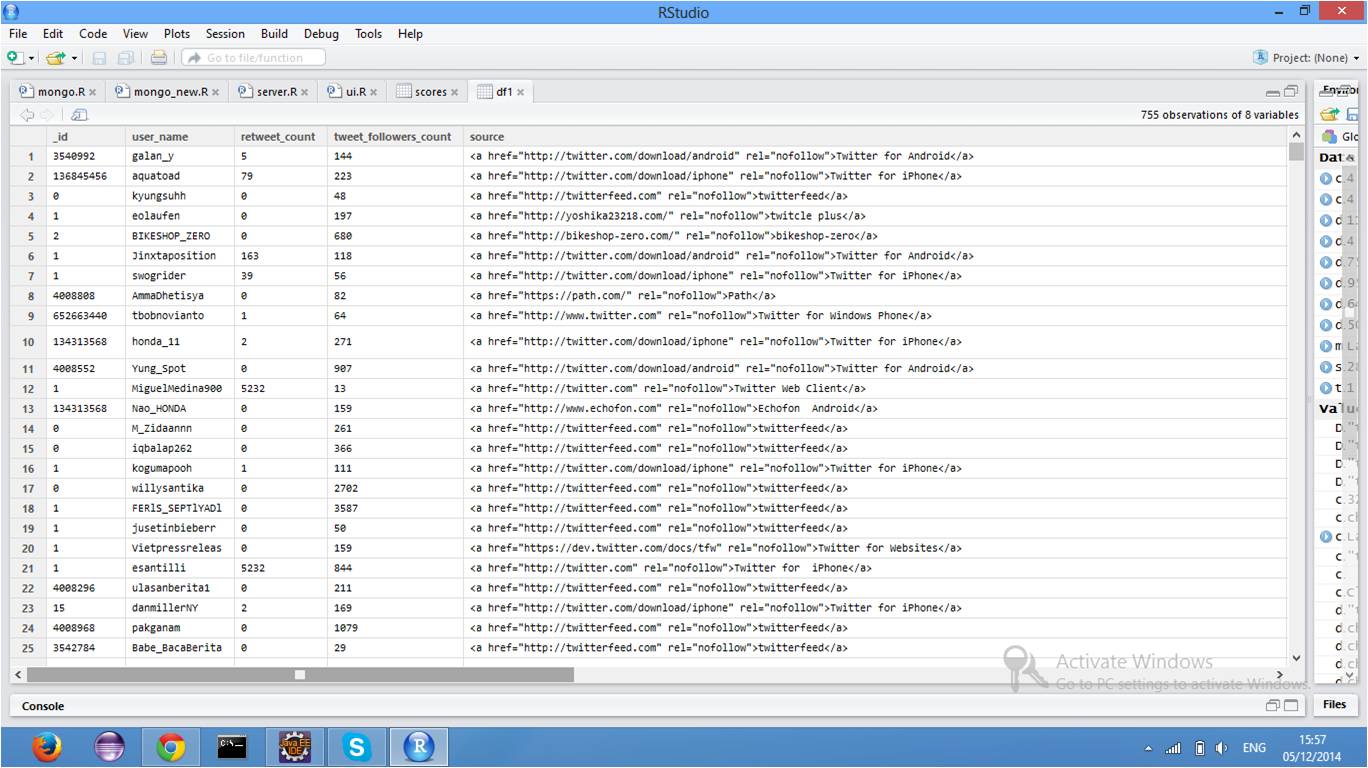 RStudio
File Edit Code View Plots Session Build Debug Tools Help
Go to file/function Project: (None)
mongo.R mongo_new.R server.R ui.R scores df1
755 observations of 8 variables
_id user_name retweet_count tweet_followers_count source
1 3540992 galan_y 5 144 <a href="http://twitter.com/download/android" rel="nofollow">Twitter for Android</a>
2 136845456 aquatoad 79 223 <a href="http://twitter.com/download/iphone" rel="nofollow">Twitter for iPhone</a>
3 0 kyungsuhh 0 48 <a href="http://twitterfeed.com" rel="nofollow">twitterfeed</a>
4 1 eolaufen 0 197 <a href="http://yoshika23218.com/" rel="nofollow">twitcle plus</a>
5 2 BIKESHOP_ZERO 0 680 <a href="http://bikeshop-zero.com/" rel="nofollow">bikeshop-zero</a>
6 1 Jinxtaposition 163 118 <a href="http://twitter.com/download/android" rel="nofollow">Twitter for Android</a>
7 1 swogrider 39 56 <a href="http://twitter.com/download/iphone" rel="nofollow">Twitter for iPhone</a>
8 4008808 AmmaDhetisya 0 82 <a href="https://path.com/" rel="nofollow">Path</a>
9 652663440 tbobnovianto 1 64 <a href="http://www.twitter.com" rel="nofollow">Twitter for Windows Phone</a>
10 134313568 honda_11 2 271 <a href="http://twitter.com/download/iphone" rel="nofollow">Twitter for iPhone</a>
11 4008552 Yung_Spot 0 907 <a href="http://twitter.com/download/android" rel="nofollow">Twitter for Android</a>
12 1 MiguelMedina900 5232 13 <a href="http://twitter.com" rel="nofollow">Twitter Web Client</a>
13 134313568 Nao_HONDA 0 159 <a href="http://www.echofon.com" rel="nofollow">Echofon  Android</a>
14 0 M_Zidaannn 0 261 <a href="http://twitterfeed.com" rel="nofollow">twitterfeed</a>
15 0 iqbalap262 0 366 <a href="http://twitterfeed.com" rel="nofollow">twitterfeed</a>
16 1 kogumapooh 1 111 <a href="http://twitter.com/download/iphone" rel="nofollow">Twitter for iPhone</a>
17 0 willysantika 0 2702 <a href="http://twitterfeed.com" rel="nofollow">twitterfeed</a>
18 1 FERlS_SEPTlYADl 0 3587 <a href="http://twitterfeed.com" rel="nofollow">twitterfeed</a>
19 1 jusetinbieberr 0 50 <a href="http://twitterfeed.com" rel="nofollow">twitterfeed</a>
20 1 Vietpressreleas 0 159 <a href="https://dev.twitter.com/docs/tfw" rel="nofollow">Twitter for Websites</a>
21 1 esantilli 5232 844 <a href="http://twitter.com" rel="nofollow">Twitter for  iPhone</a>
22 4008296 ulasanberita1 0 211 <a href="http://twitterfeed.com" rel="nofollow">twitterfeed</a>
23 15 danmillerNY 2 169 <a href="http://twitter.com/download/iphone" rel="nofollow">Twitter for iPhone</a>
24 4008968 pakganam 0 1079 <a href="http://twitterfeed.com" rel="nofollow">twitterfeed</a>
25 3542784 Babe_BacaBerita 0 29 <a href="http://twitterfeed.com" rel="nofollow">twitterfeed</a>
Activate Windows
Go to PC settings to activate Windows.
Console Files
ENG 15:57
05/12/2014